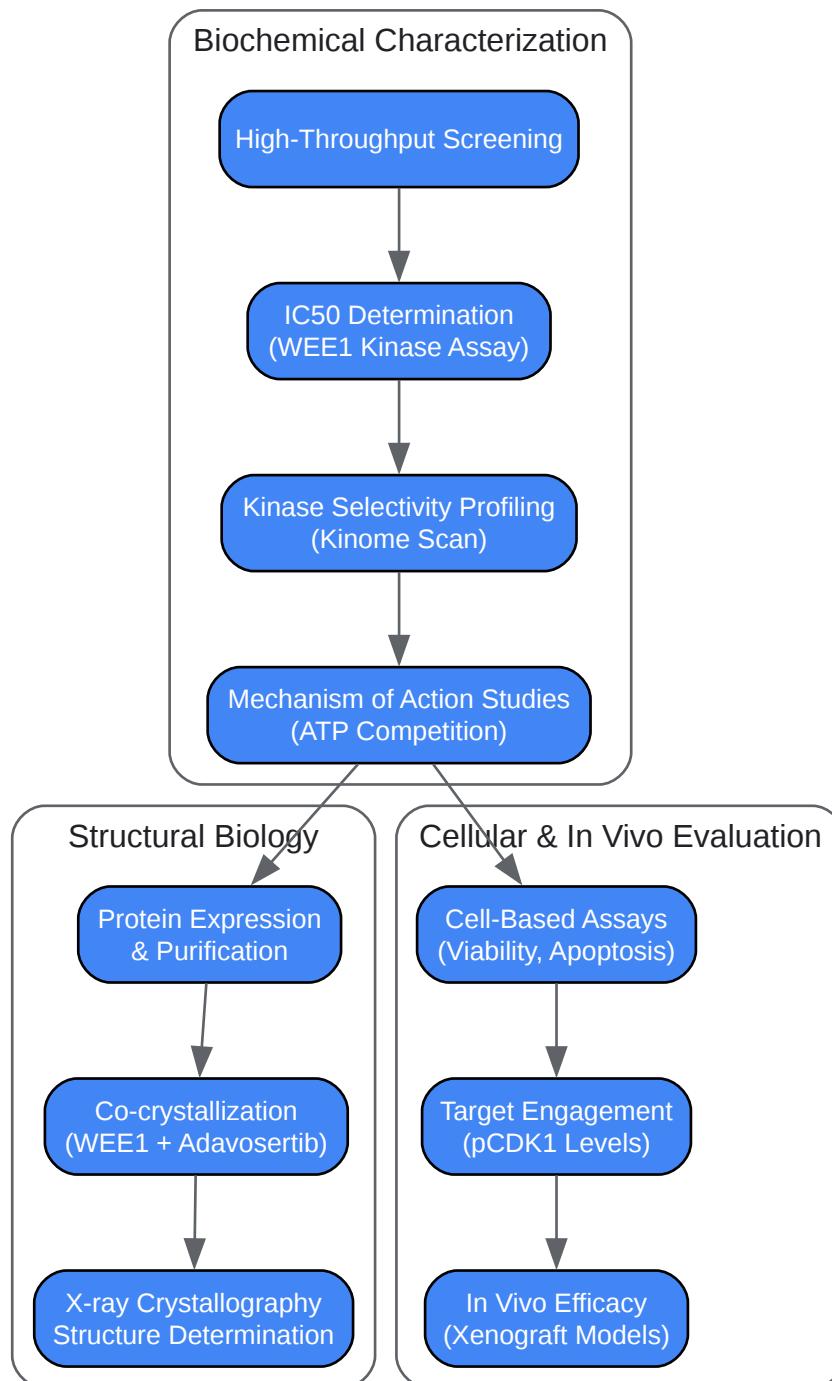 Biochemical Characterization
High-Throughput Screening
IC50 Determination
(WEE1 Kinase Assay)
Kinase Selectivity Profiling
(Kinome Scan)
Mechanism of Action Studies
(ATP Competition)
Structural Biology
Protein Expression
& Purification
Co-crystallization
(WEE1 + Adavosertib)
X-ray Crystallography
Structure Determination
Cellular & In Vivo Evaluation
Cell-Based Assays
(Viability, Apoptosis)
Target Engagement
(pCDK1 Levels)
In Vivo Efficacy
(Xenograft Models)